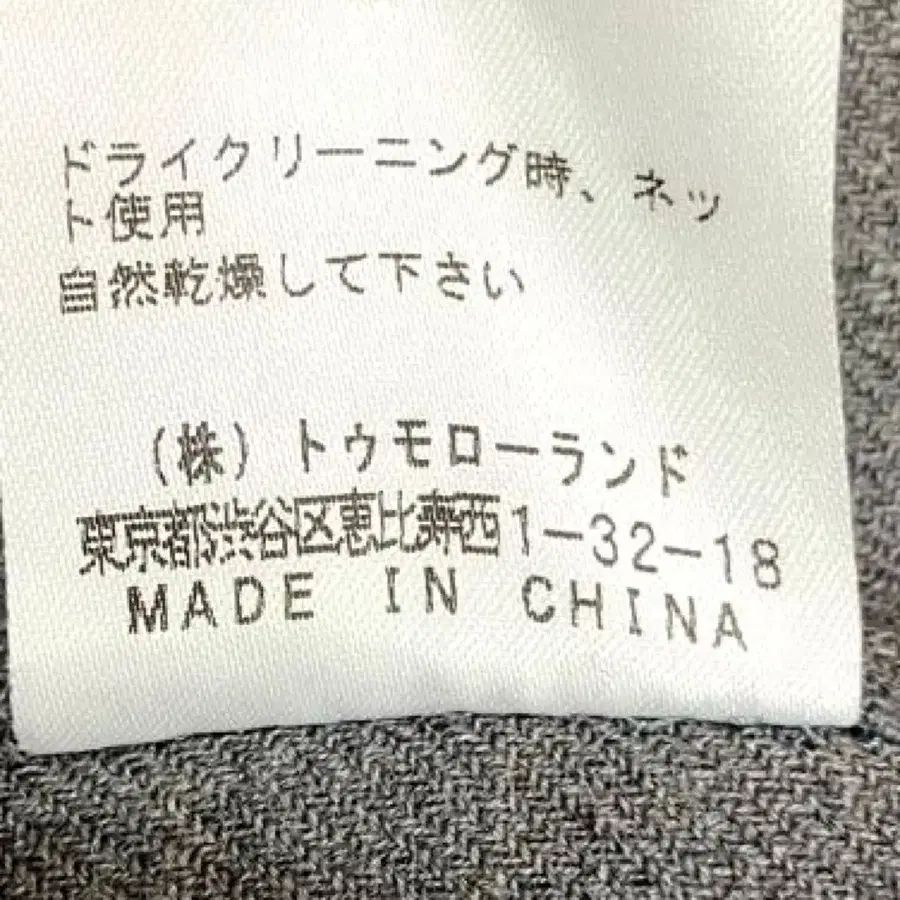 ドライクリーニング時、ネッ
ト使用
自然乾燥して下さい
(株)トゥモローランド
東京都渋谷区恵比寿西1-32-18
MADE IN CHINA